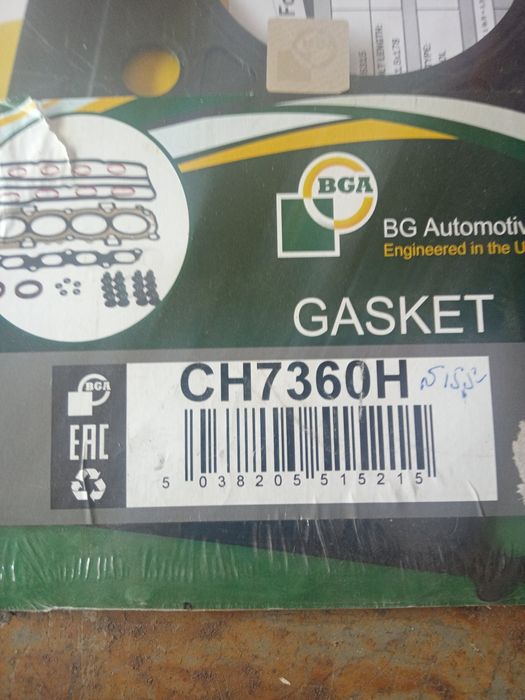 BGA
BG Automotiv
Engineered in the U
GASKET
CH7360H
BGA
EAC
5 038205 515215